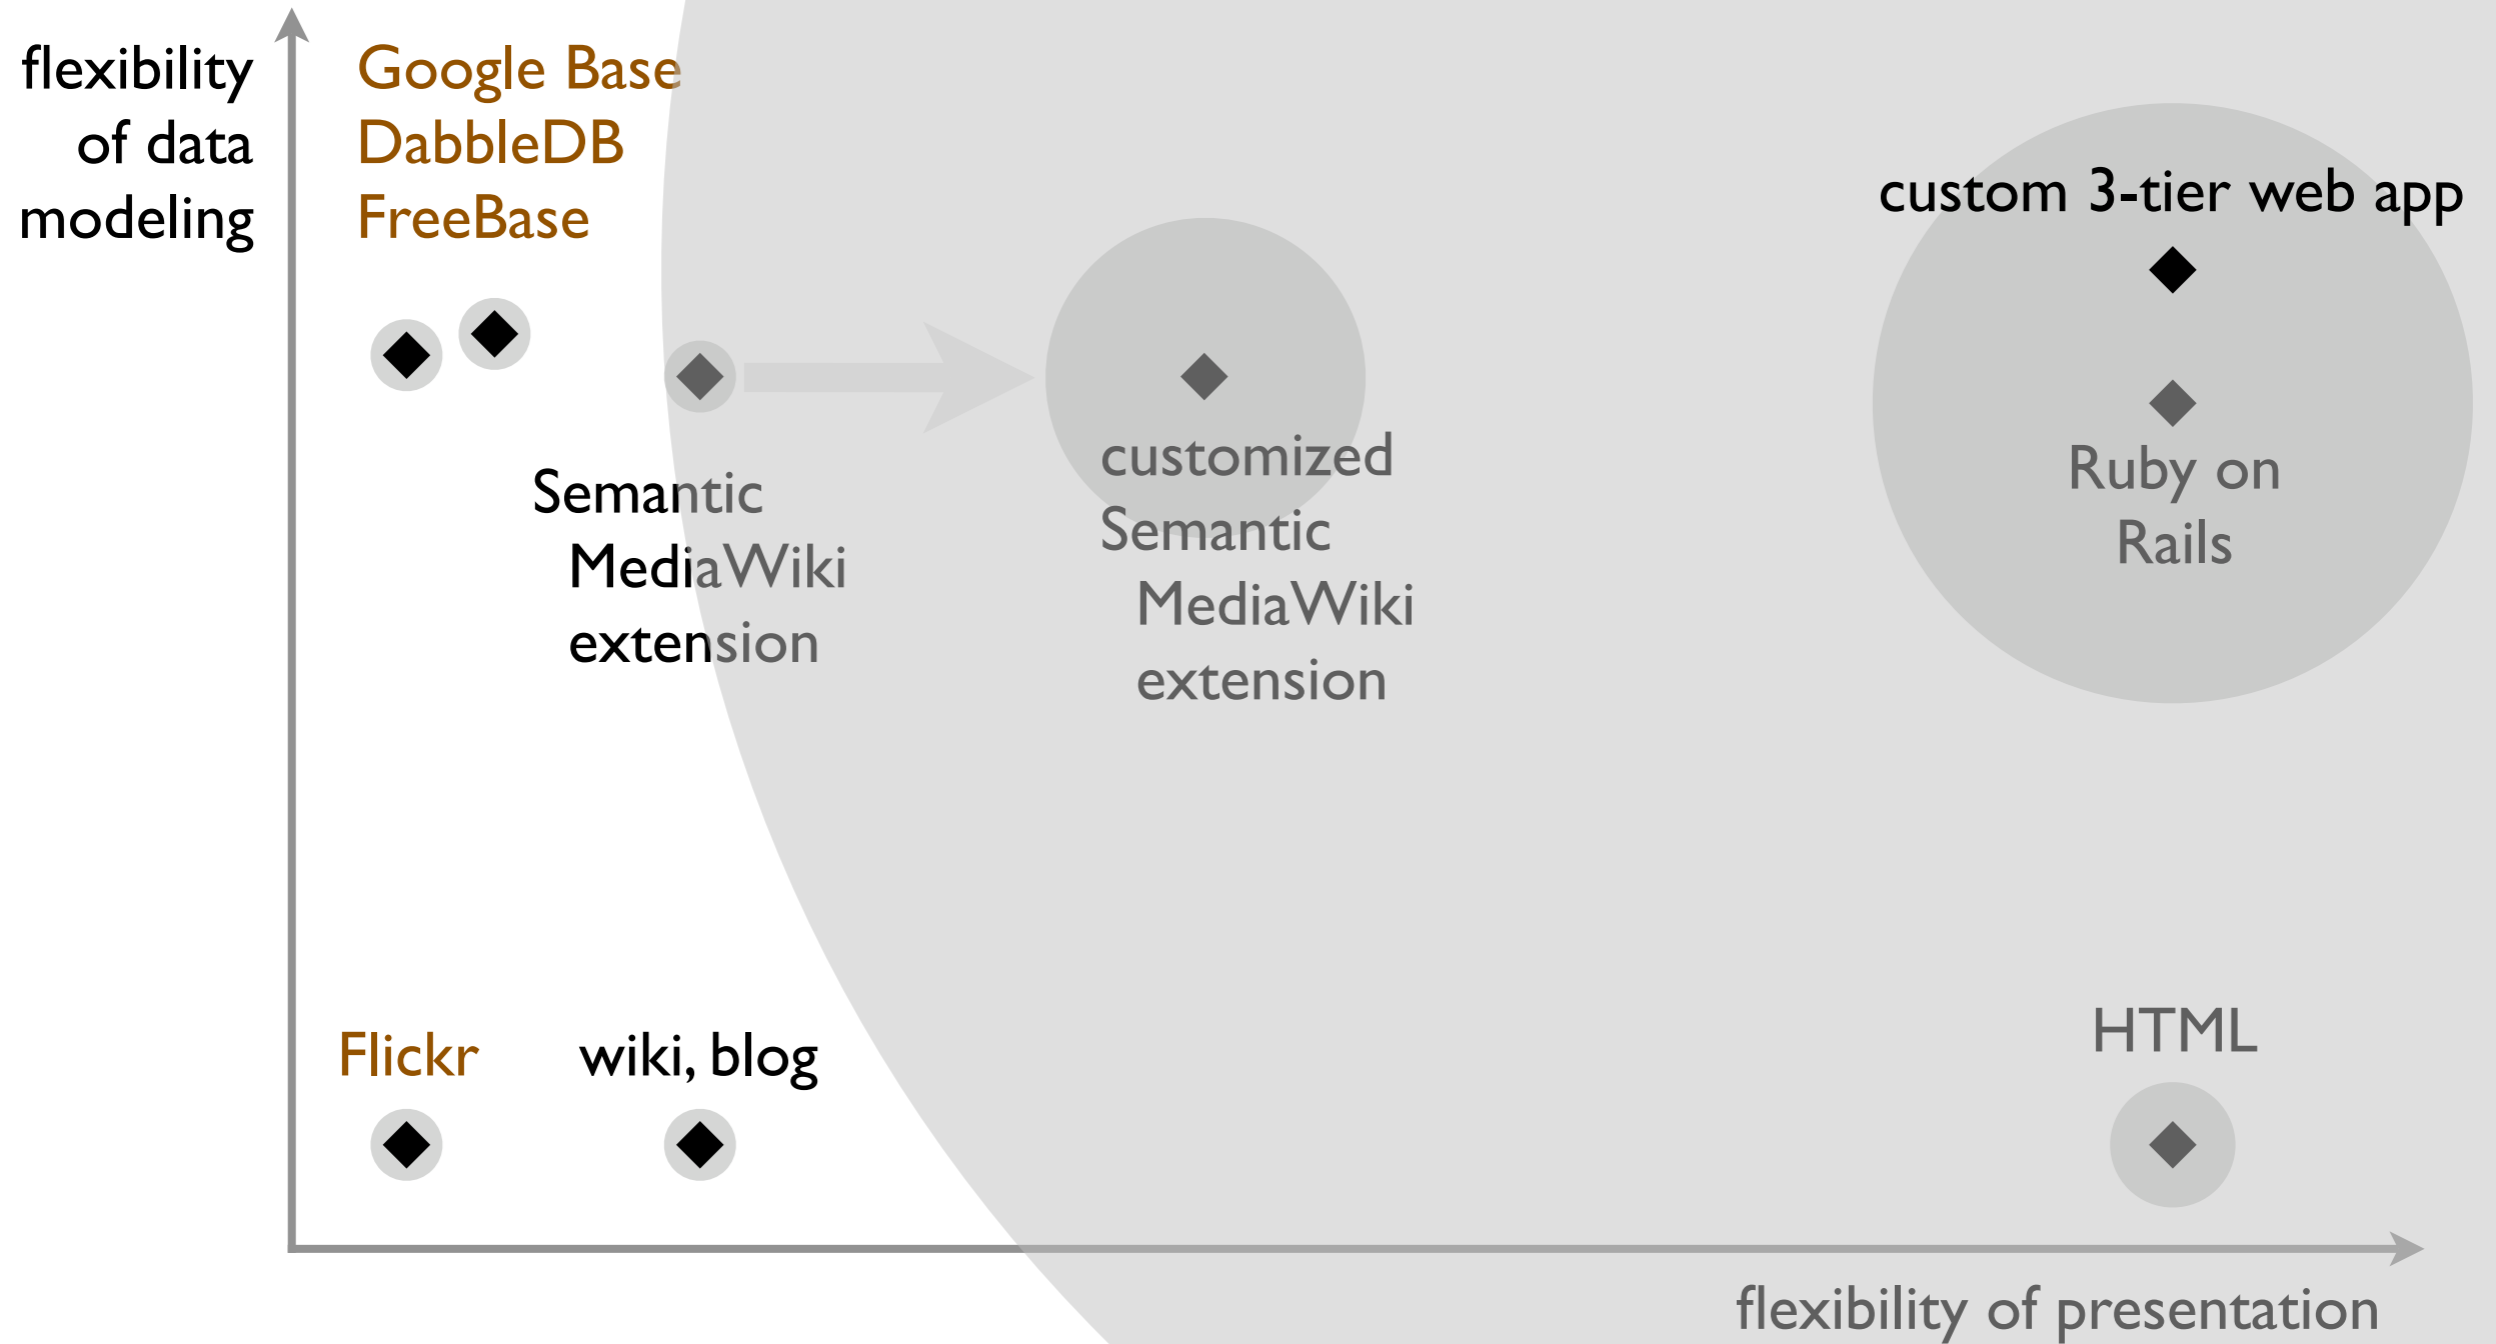 flexibility
of data
modeling
Google Base
DabbleDB
FreeBase
custom 3-tier web app
Semantic
MediaWiki
extension
customized
Semantic
MediaWiki
extension
Ruby on
Rails
Flickr
wiki, blog
HTML
flexibility of presentation